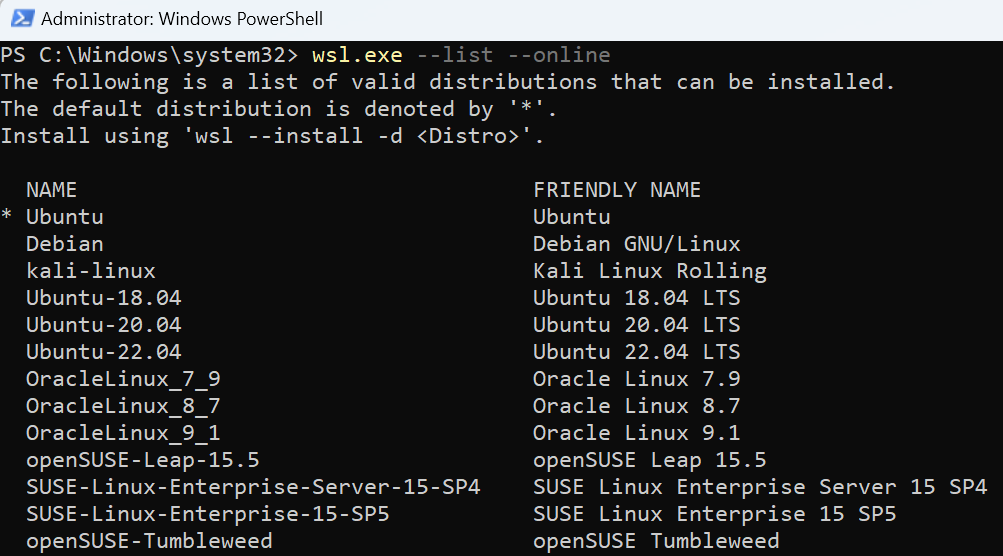 Administrator: Windows PowerShell
PS C:\Windows\system32> wsl.exe --list --online
The following is a list of valid distributions that can be installed.
The default distribution is denoted by '*'.
Install using 'wsl --install -d <Distro>'.
NAME FRIENDLY NAME
* Ubuntu Ubuntu
Debian Debian GNU/Linux
kali-linux Kali Linux Rolling
Ubuntu-18.04 Ubuntu 18.04 LTS
Ubuntu-20.04 Ubuntu 20.04 LTS
Ubuntu-22.04 Ubuntu 22.04 LTS
OracleLinux_7_9 Oracle Linux 7.9
OracleLinux_8_7 Oracle Linux 8.7
OracleLinux_9_1 Oracle Linux 9.1
openSUSE-Leap-15.5 openSUSE Leap 15.5
SUSE-Linux-Enterprise-Server-15-SP4 SUSE Linux Enterprise Server 15 SP4
SUSE-Linux-Enterprise-15-SP5 SUSE Linux Enterprise 15 SP5
openSUSE-Tumbleweed openSUSE Tumbleweed